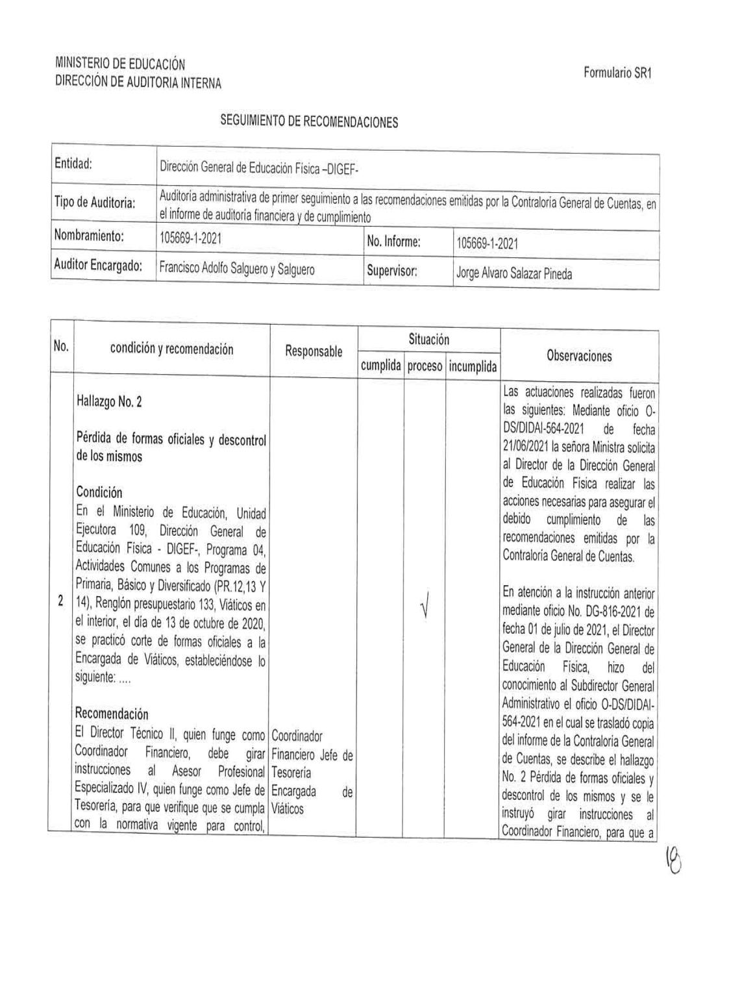 MINISTERIO DE EDUCACIÓN
DIRECCIÓN DE AUDITORIA INTERNA
Formulario SR1
SEGUIMIENTO DE RECOMENDACIONES
Entidad:
Dirección General de Educación Física –DIGEF-
Tipo de Auditoria:
Auditoría administrativa de primer seguimiento a las recomendaciones emitidas por la Contraloría General de Cuentas, en
el informe de auditoría financiera y de cumplimiento
Nombramiento:
105669-1-2021
No. Informe:
105669-1-2021
Auditor Encargado:
Francisco Adolfo Salguero y Salguero
Supervisor:
Jorge Alvaro Salazar Pineda
No.
condición y recomendación
Responsable
Situación
cumplida
proceso
incumplida
Observaciones
2
Hallazgo No. 2
Pérdida de formas oficiales y descontrol
de los mismos
Condición
En el Ministerio de Educación, Unidad
Ejecutora 109, Dirección General de
Educación Física - DIGEF-, Programa 04,
Actividades Comunes a los Programas de
Primaria, Básico y Diversificado (PR.12,13 Y
14), Renglón presupuestario 133, Viáticos en
el interior, el día de 13 de octubre de 2020,
se practicó corte de formas oficiales a la
Encargada de Viáticos, estableciéndose lo
siguiente: ....
Recomendación
El Director Técnico II, quien funge como
Coordinador Financiero, debe girar
instrucciones al Asesor Profesional
Especializado IV, quien funge como Jefe de
Tesorería, para que verifique que se cumpla
con la normativa vigente para control,
Coordinador
Financiero Jefe de
Tesorería
Encargada de
Viáticos
√
Las actuaciones realizadas fueron
las siguientes: Mediante oficio O-
DS/DIDAI-564-2021 de fecha
21/06/2021 la señora Ministra solicita
al Director de la Dirección General
de Educación Física realizar las
acciones necesarias para asegurar el
debido cumplimiento de las
recomendaciones emitidas por la
Contraloría General de Cuentas.
En atención a la instrucción anterior
mediante oficio No. DG-816-2021 de
fecha 01 de julio de 2021, el Director
General de la Dirección General de
Educación Física, hizo del
conocimiento al Subdirector General
Administrativo el oficio O-DS/DIDAI-
564-2021 en el cual se trasladó copia
del informe de la Contraloría General
de Cuentas, se describe el hallazgo
No. 2 Pérdida de formas oficiales y
descontrol de los mismos y se le
instruyó girar instrucciones al
Coordinador Financiero, para que a